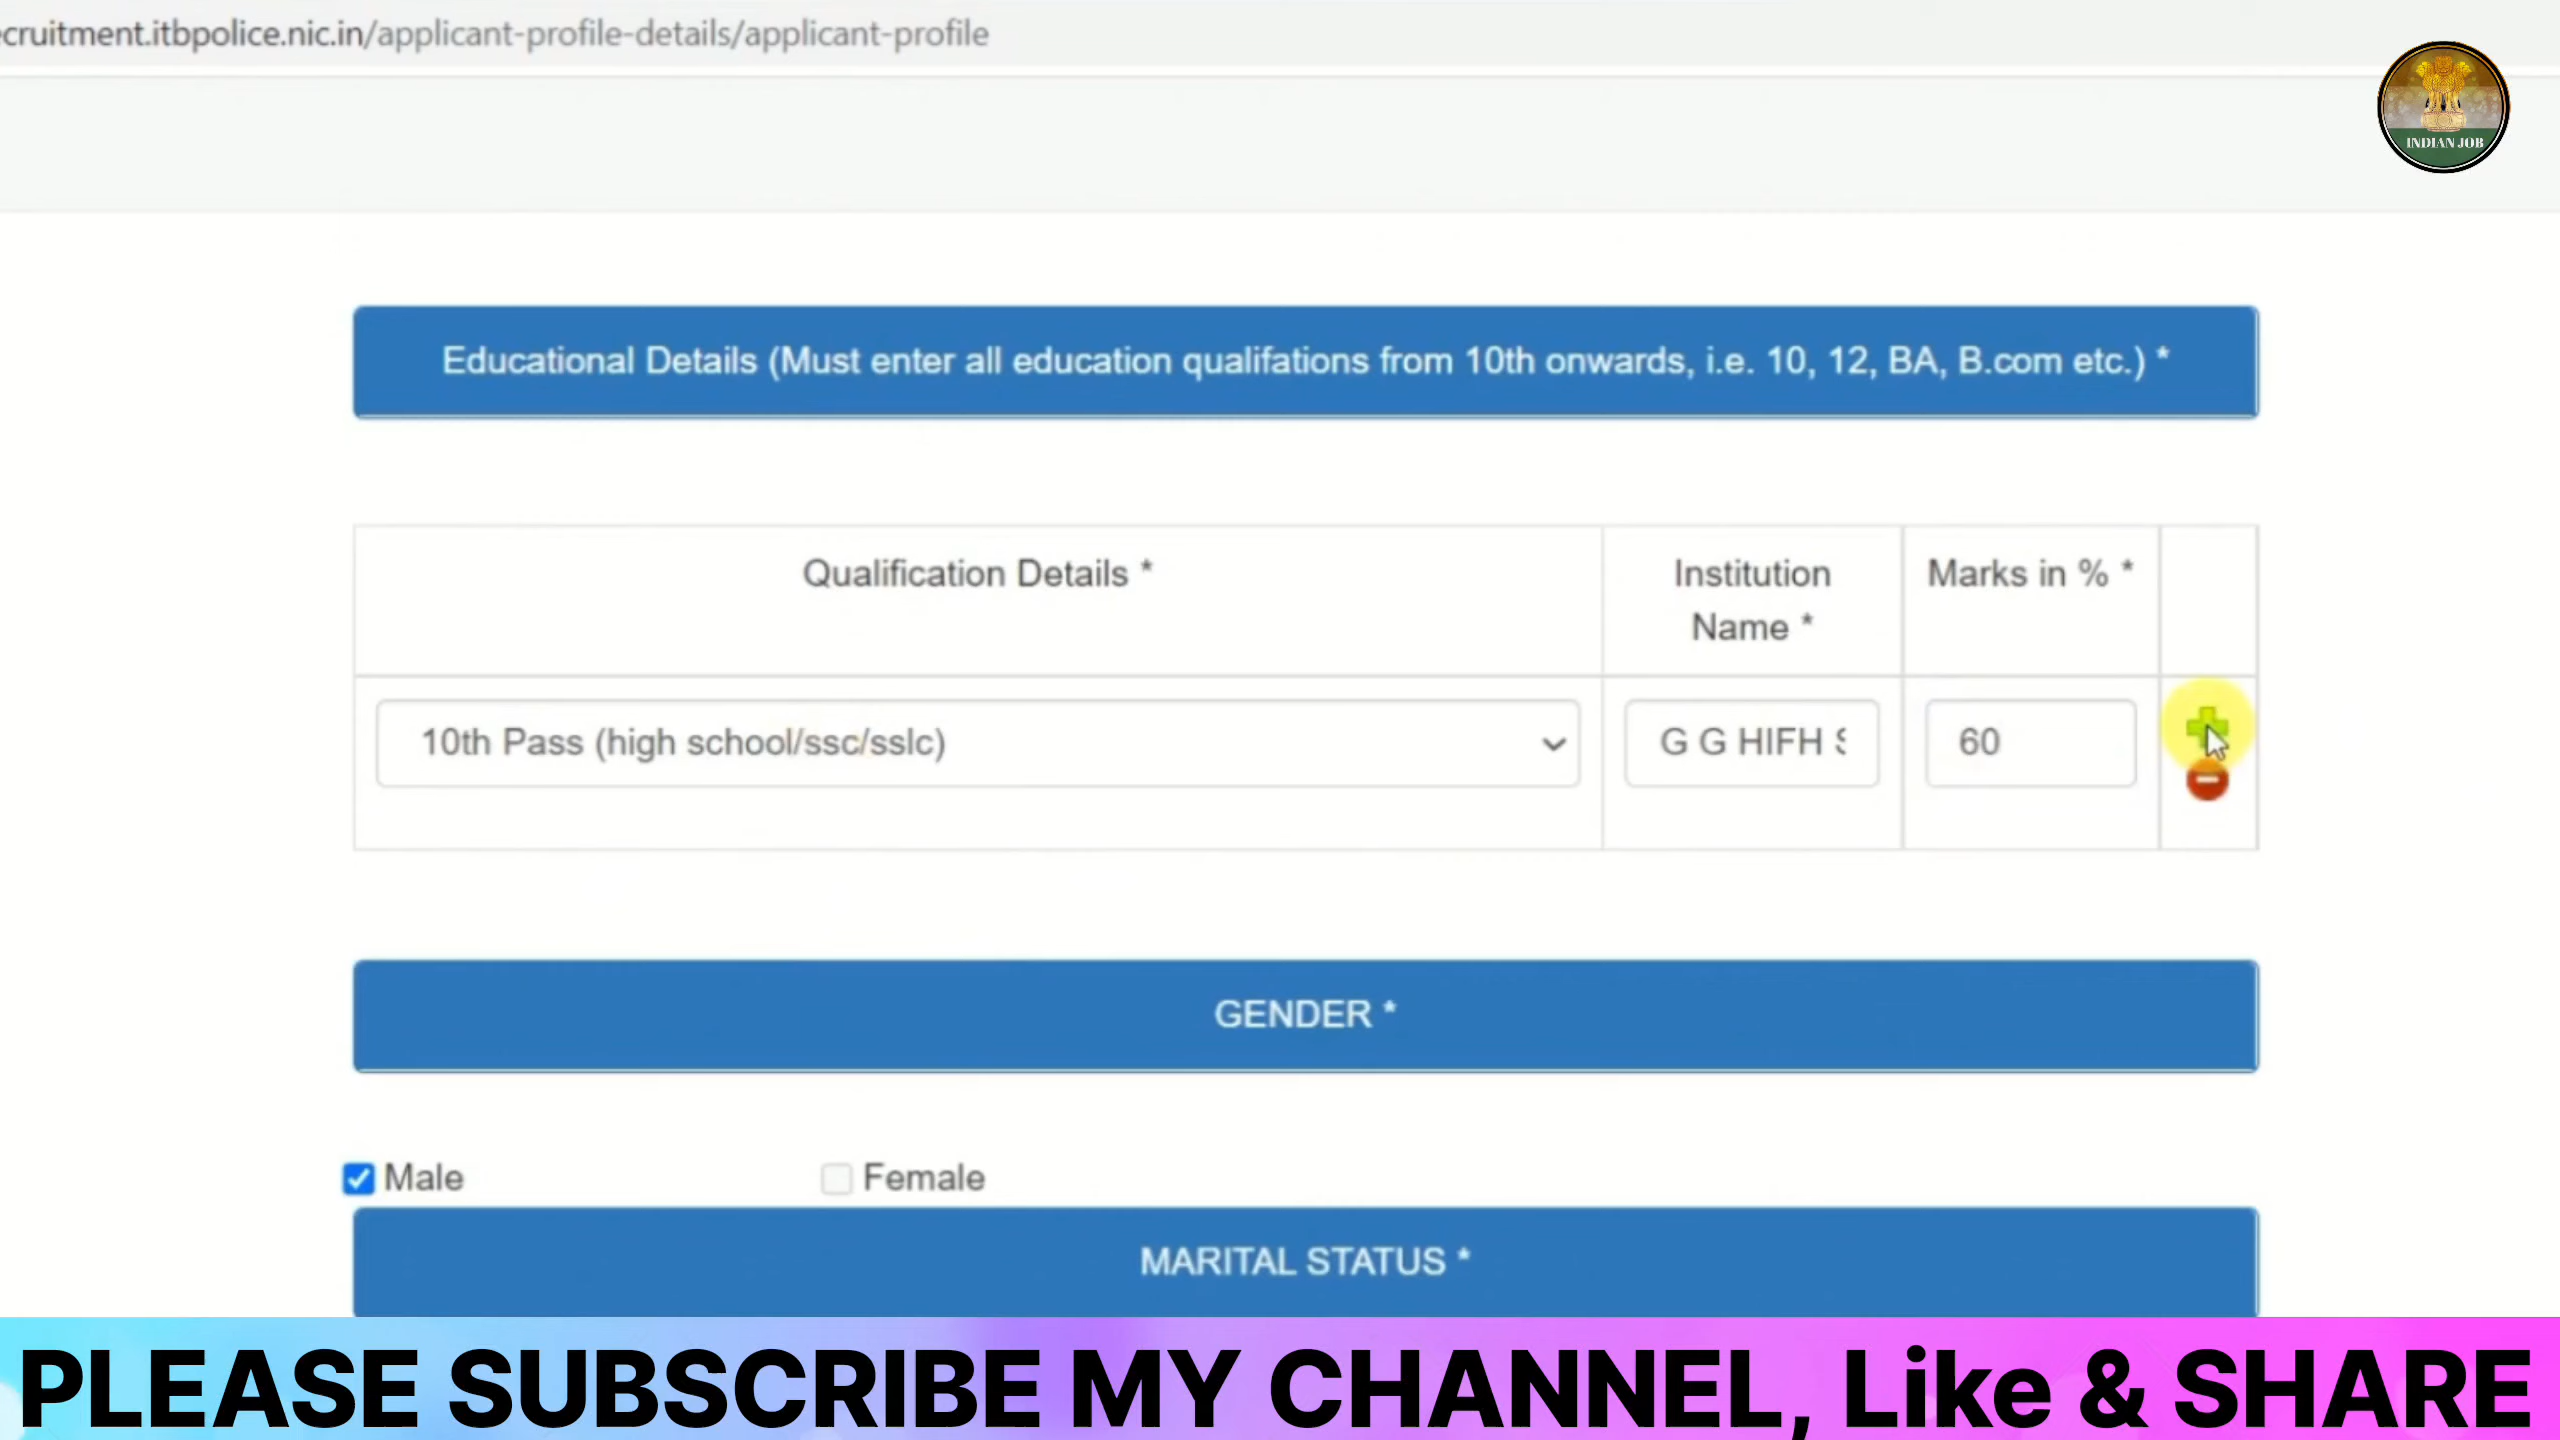 ecruitment.itbpolice.nic.in/applicant-profile-details/applicant-profile
INDIAN JOB
Educational Details (Must enter all education qualifations from 10th onwards, i.e. 10, 12, BA, B.com etc.) *
Qualification Details *
Institution
Name *
Marks in % *
10th Pass (high school/ssc/sslc)
G G HIFH S
60
GENDER *
Male
Female
MARITAL STATUS *
PLEASE SUBSCRIBE MY CHANNEL, Like & SHARE